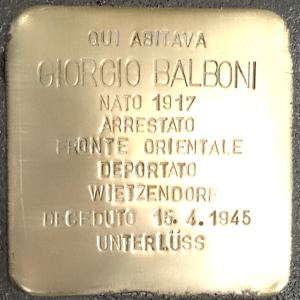 QUI ABITAVA
GIORGIO BALBONI
NATO 1917
ARRESTATO
FRONTE ORIENTALE
DEPORTATO
WIETZENDORF
DECEDUTO 15.4.1945
UNTERLÜSS